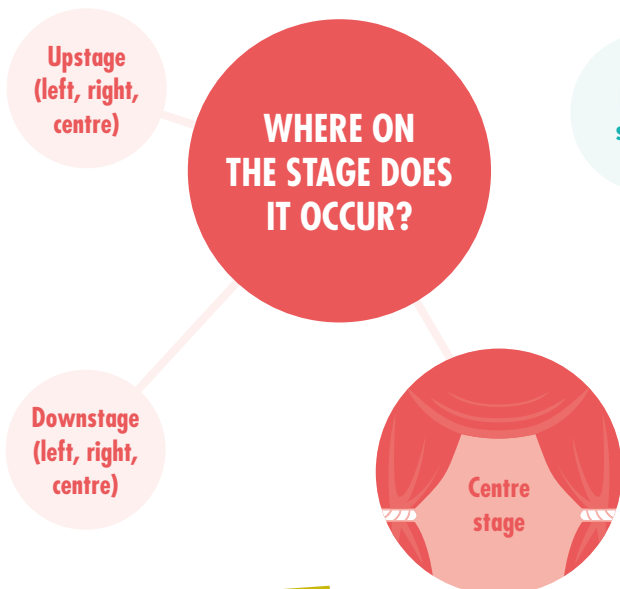 Upstage
(left, right,
centre)
WHERE ON
THE STAGE DOES
IT OCCUR?
Downstage
(left, right,
centre)
Centre
stage